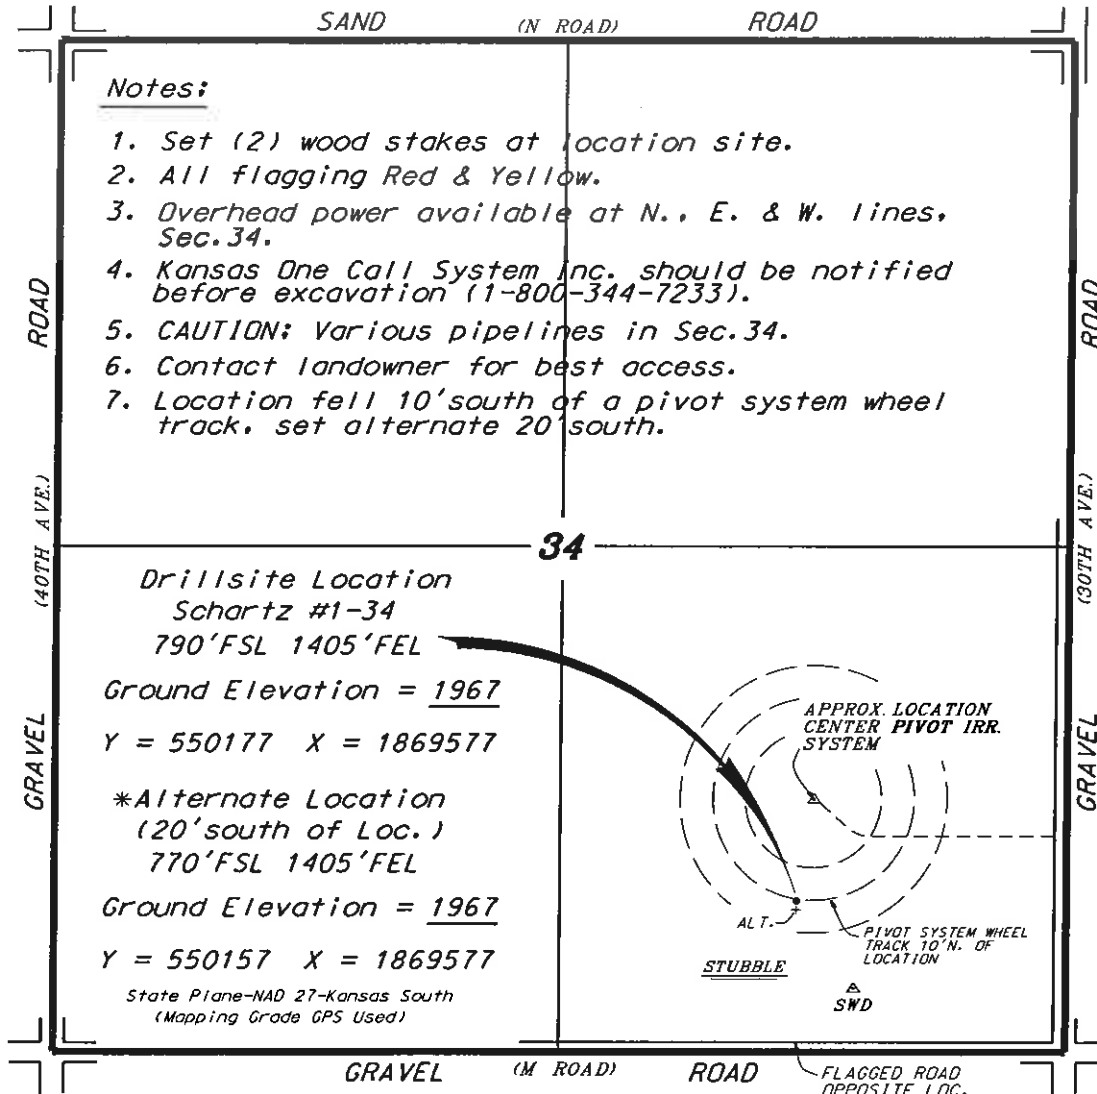 SAND (N ROAD) ROAD
Notes:
1. Set (2) wood stakes at location site.
2. All flagging Red & Yellow.
3. Overhead power available at N., E. & W. lines,
Sec.34.
4. Kansas One Call System Inc. should be notified
before excavation (1-800-344-7233).
5. CAUTION: Various pipelines in Sec.34.
6. Contact landowner for best access.
7. Location fell 10'south of a pivot system wheel
track. set alternate 20'south.
ROAD
(40TH AVE.)
GRAVEL
ROAD
(30TH AVE.)
GRAVEL
34
Drillsite Location
Schartz #1-34
790'FSL 1405'FEL
Ground Elevation = 1967
Y = 550177 X = 1869577
*Alternate Location
(20'south of Loc.)
770'FSL 1405'FEL
Ground Elevation = 1967
Y = 550157 X = 1869577
State Plane-NAD 27-Kansas South
(Mapping Grade GPS Used)
APPROX. LOCATION
CENTER PIVOT IRR.
SYSTEM
ALT.
PIVOT SYSTEM WHEEL
TRACK 10'N. OF
LOCATION
STUBBLE
SWD
GRAVEL (M ROAD) ROAD
FLAGGED ROAD
OPPOSITE LOC.